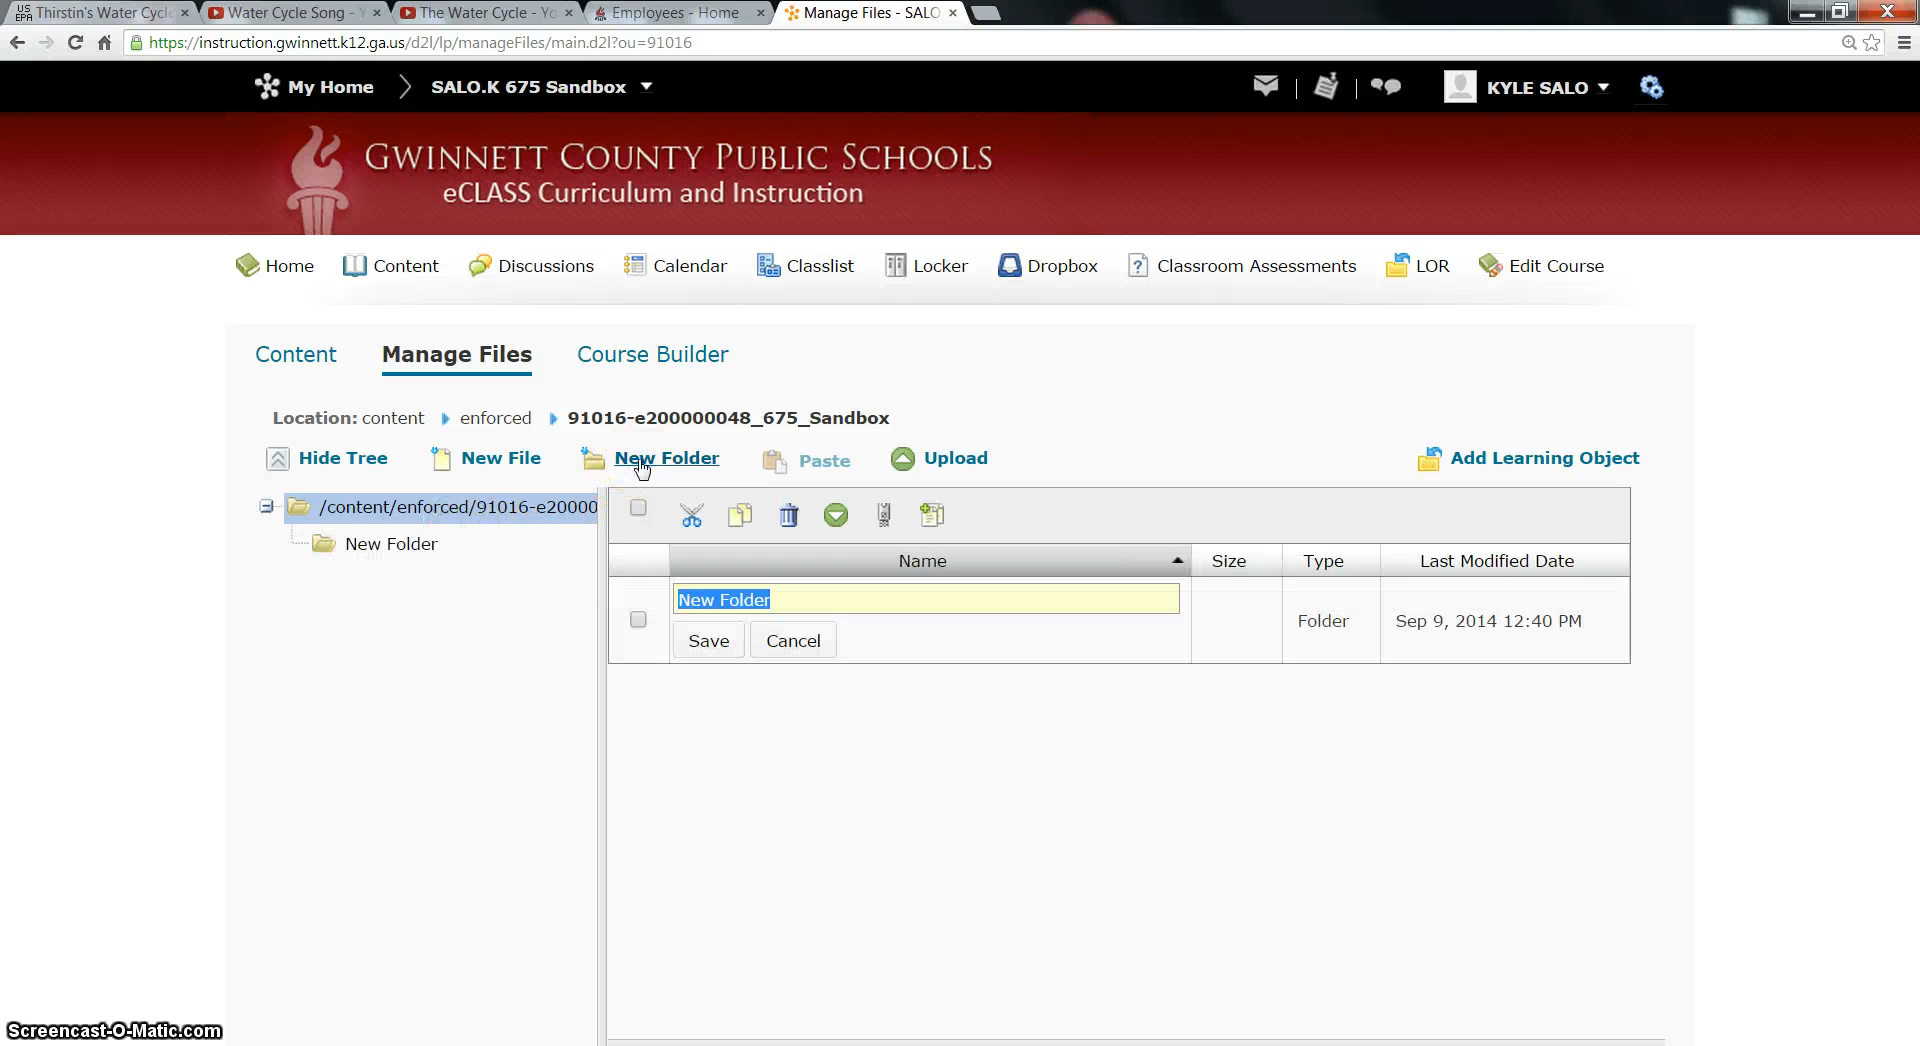 US EPA Thirstin's Water Cycle
Water Cycle Song - Y
The Water Cycle - Yo
Employees - Home
Manage Files - SALO
https://instruction.gwinnett.k12.ga.us/d2l/lp/manageFiles/main.d2l?ou=91016
My Home
SALO.K 675 Sandbox
KYLE SALO
GWINNETT COUNTY PUBLIC SCHOOLS
eCLASS Curriculum and Instruction
Home
Content
Discussions
Calendar
Classlist
Locker
Dropbox
Classroom Assessments
LOR
Edit Course
Content
Manage Files
Course Builder
Location: content
enforced
91016-e200000048_675_Sandbox
Hide Tree
New File
New Folder
Paste
Upload
Add Learning Object
/content/enforced/91016-e20000
New Folder
Name
Size
Type
Last Modified Date
New Folder
Save
Cancel
Folder
Sep 9, 2014 12:40 PM
Screencast-O-Matic.com